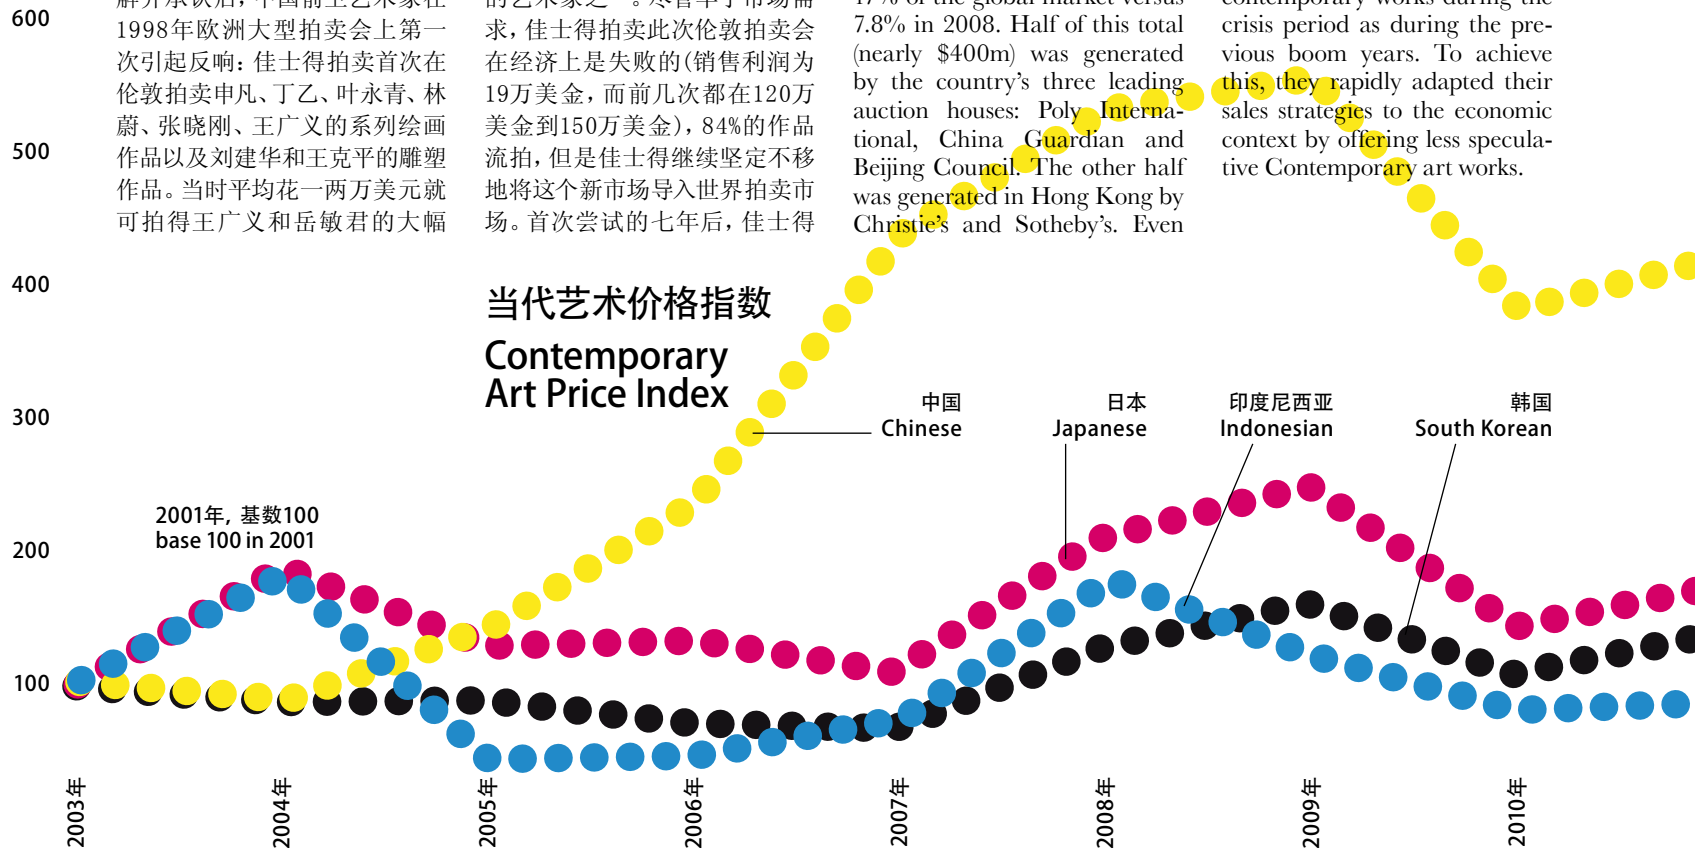 1998年欧洲大型拍卖会上第一
次引起反响：佳士得拍卖首次在
伦敦拍卖申凡、丁乙、叶永青、林
蔚、张晓刚、王广义的系列绘画
作品以及刘建华和王克平的雕塑
作品。当时平均花一两万美元就
可拍得王广义和岳敏君的大幅
求，佳士得拍卖此次伦敦拍卖会
在经济上是失败的(销售利润为
19万美金，而前几次都在120万
美金到150万美金)，84%的作品
流拍，但是佳士得继续坚定不移
地将这个新市场导入世界拍卖市
场。首次尝试的七年后，佳士得
17% of the global market versus
7.8% in 2008. Half of this total
(nearly $400m) was generated
by the country's three leading
auction houses: Poly Interna-
tional, China Guardian and
Beijing Council. The other half
was generated in Hong Kong by
Christie's and Sotheby's. Even
contemporary works during the
crisis period as during the pre-
vious boom years. To achieve
this, they rapidly adapted their
sales strategies to the economic
context by offering less specula-
tive Contemporary art works.
当代艺术价格指数
Contemporary
Art Price Index
中国
Chinese
日本
Japanese
印度尼西亚
Indonesian
韩国
South Korean
2001年，基数100
base 100 in 2001
600
500
400
300
200
100
2003年
2004年
2005年
2006年
2007年
2008年
2009年
2010年